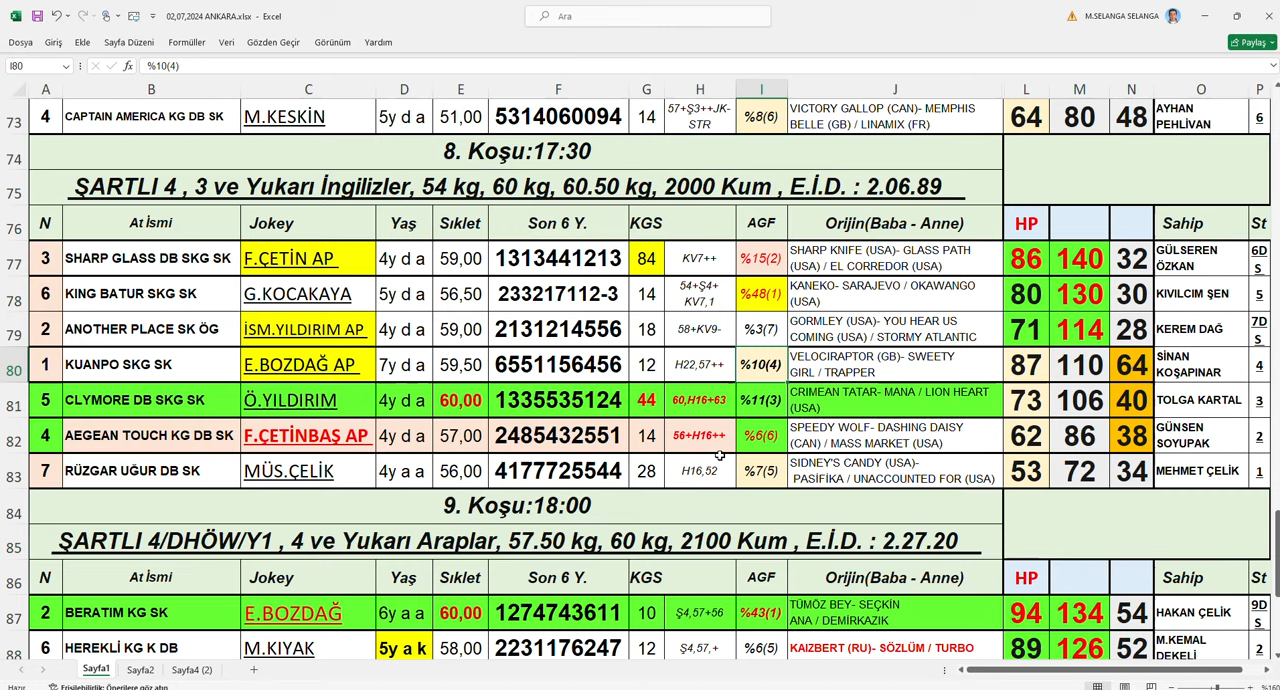 02,07,2024 ANKARA.xlsx - Excel
Ara
M.SELANGA SELANGA
Dosya Giriş Ekle Sayfa Düzeni Formüller Veri Gözden Geçir Görünüm Yardım
Paylaş
I80 fx %10(4)
A B C D E F G H I J L M N O P
73 4 CAPTAIN AMERICA KG DB SK M.KESKİN 5y d a 51,00 5314060094 14 57+Ş3++JK-STR %8(6) VICTORY GALLOP (CAN)- MEMPHIS BELLE (GB) / LINAMIX (FR) 64 80 48 AYHAN PEHLİVAN 6
74 8. Koşu:17:30
75 ŞARTLI 4 , 3 ve Yukarı İngilizler, 54 kg, 60 kg, 60.50 kg, 2000 Kum , E.İ.D. : 2.06.89
76 N At İsmi Jokey Yaş Sıklet Son 6 Y. KGS AGF Orijin(Baba - Anne) HP Sahip St
77 3 SHARP GLASS DB SKG SK F.ÇETİN AP 4y d a 59,00 1313441213 84 KV7++ %15(2) SHARP KNIFE (USA)- GLASS PATH (USA) / EL CORREDOR (USA) 86 140 32 GÜLSEREN ÖZKAN 6D S
78 6 KING BATUR SKG SK G.KOCAKAYA 5y d a 56,50 233217112-3 14 54+Ş4+ KV7,1 %48(1) KANEKO- SARAJEVO / OKAWANGO (USA) 80 130 30 KIVILCIM ŞEN 5
79 2 ANOTHER PLACE SK ÖG İSM.YILDIRIM AP 4y d a 59,00 2131214556 18 58+KV9- %3(7) GORMLEY (USA)- YOU HEAR US COMING (USA) / STORMY ATLANTIC 71 114 28 KEREM DAĞ 7D S
80 1 KUANPO SKG SK E.BOZDAĞ AP 7y d a 59,50 6551156456 12 H22,57++ %10(4) VELOCIRAPTOR (GB)- SWEETY GIRL / TRAPPER 87 110 64 SİNAN KOŞAPINAR 4
81 5 CLYMORE DB SKG SK Ö.YILDIRIM 4y d a 60,00 1335535124 44 60,H16+63 %11(3) CRIMEAN TATAR- MANA / LION HEART (USA) 73 106 40 TOLGA KARTAL 3
82 4 AEGEAN TOUCH KG DB SK F.ÇETİNBAŞ AP 4y d a 57,00 2485432551 14 56+H16++ %6(6) SPEEDY WOLF- DASHING DAISY (CAN) / MASS MARKET (USA) 62 86 38 GÜNSEN SOYUPAK 2
83 7 RÜZGAR UĞUR DB SK MÜS.ÇELİK 4y a a 56,00 4177725544 28 H16,52 %7(5) SIDNEY'S CANDY (USA)- PASİFİKA / UNACCOUNTED FOR (USA) 53 72 34 MEHMET ÇELİK 1
84 9. Koşu:18:00
85 ŞARTLI 4/DHÖW/Y1 , 4 ve Yukarı Araplar, 57.50 kg, 60 kg, 2100 Kum , E.İ.D. : 2.27.20
86 N At İsmi Jokey Yaş Sıklet Son 6 Y. KGS AGF Orijin(Baba - Anne) HP Sahip St
87 2 BERATIM KG SK E.BOZDAĞ 6y a a 60,00 1274743611 10 Ş4,57+56 %43(1) TÜMÖZ BEY- SEÇKİN ANA / DEMİRKAZIK 94 134 54 HAKAN ÇELİK 9D S
88 6 HEREKLİ KG K DB M.KIYAK 5y a k 58,00 2231176247 12 Ş4,57,+ %6(5) KAIZBERT (RU)- SÖZLÜM / TURBO 89 126 52 M.KEMAL DEKELİ 2
Sayfa1 Sayfa2 Sayfa4 (2)
Hazır Erişilebilirlik: Önerilere göz atın %160